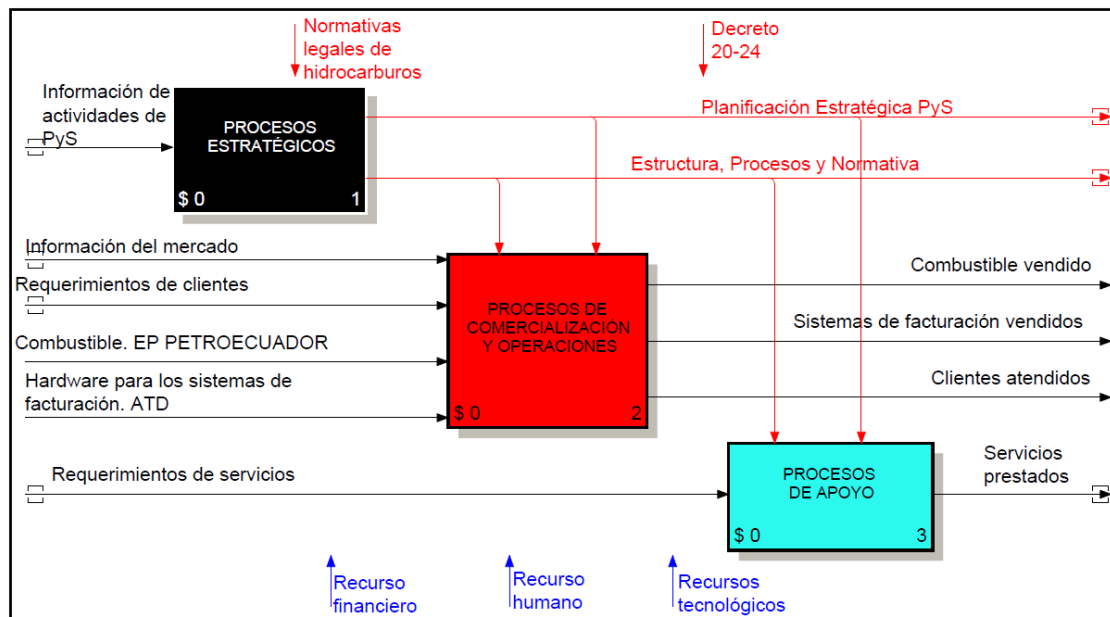 Normativas
legales de
hidrocarburos
Decreto
20-24
Información de
actividades de
PyS
PROCESOS
ESTRATÉGICOS
$ 0
1
Planificación Estratégica PyS
Estructura, Procesos y Normativa
Información del mercado
Requerimientos de clientes
Combustible. EP PETROECUADOR
Hardware para los sistemas de
facturación. ATD
PROCESOS DE
COMERCIALIZACIÓN
Y OPERACIONES
$ 0
2
Combustible vendido
Sistemas de facturación vendidos
Clientes atendidos
Requerimientos de servicios
PROCESOS
DE APOYO
$ 0
3
Servicios
prestados
Recurso
financiero
Recurso
humano
Recursos
tecnológicos